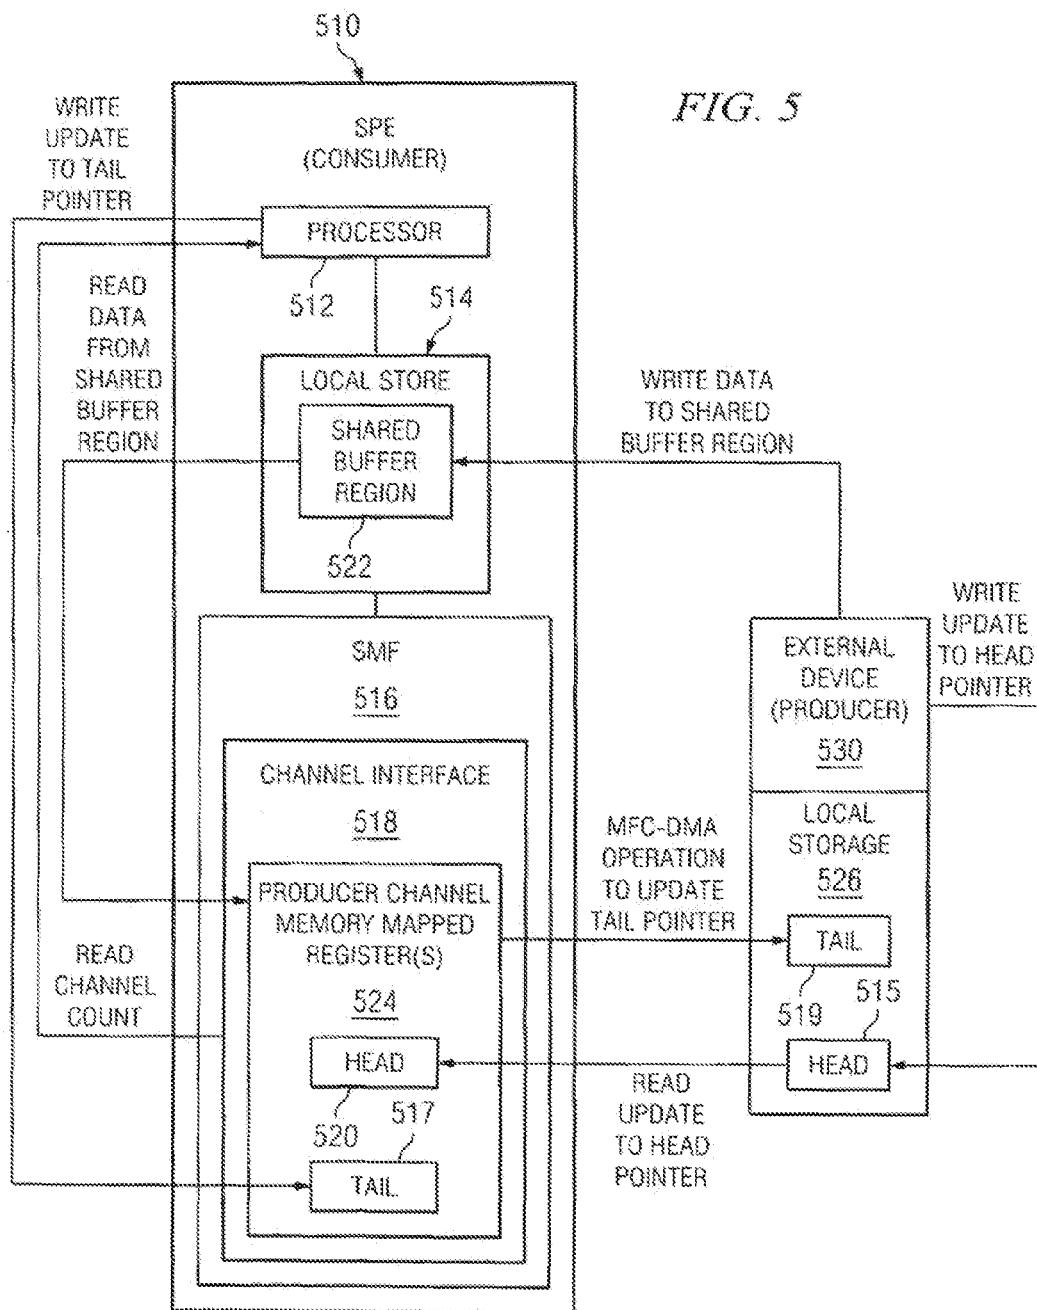 510
FIG. 5
WRITE
UPDATE
TO TAIL
POINTER
SPE
(CONSUMER)
PROCESSOR
512
READ
DATA
FROM
SHARED
BUFFER
REGION
514
LOCAL STORE
SHARED
BUFFER
REGION
522
WRITE DATA
TO SHARED
BUFFER REGION
WRITE
UPDATE
TO HEAD
POINTER
EXTERNAL
DEVICE
(PRODUCER)
530
SMF
516
CHANNEL INTERFACE
518
MFC-DMA
OPERATION
TO UPDATE
TAIL POINTER
LOCAL
STORAGE
526
PRODUCER CHANNEL
MEMORY MAPPED
REGISTER(S)
524
TAIL
519
515
HEAD
READ
CHANNEL
COUNT
HEAD
520
517
TAIL
READ
UPDATE
TO HEAD
POINTER